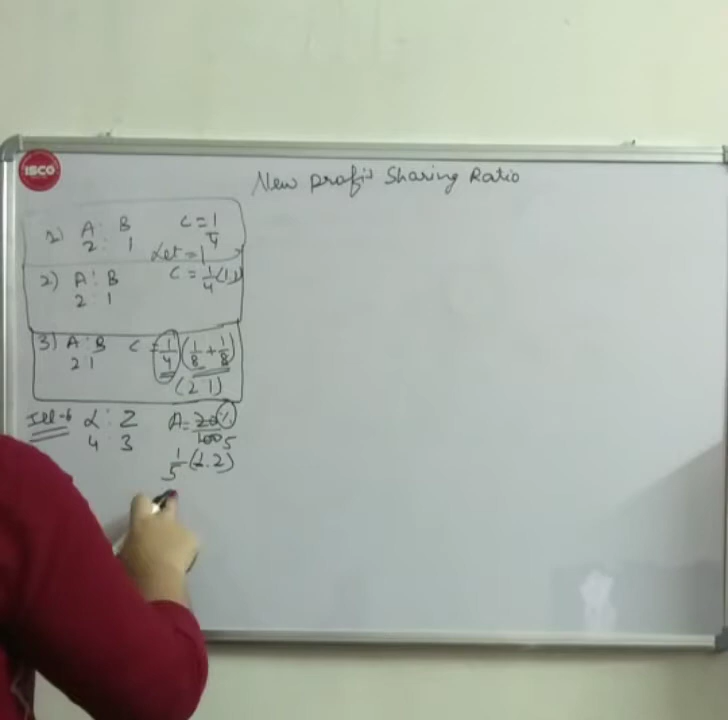 ISCO
New Profit Sharing Ratio
1) A : B C = 1/4
2 : 1 Let = 1
2) A : B C = 1/4 (1,1)
2 : 1
3) A : B C = 1/4 (1/8 + 1/8)
2 1 (2 1)
Ill-6 L : Z A = 20%/100 5
4 : 3 1/5 (1.2)